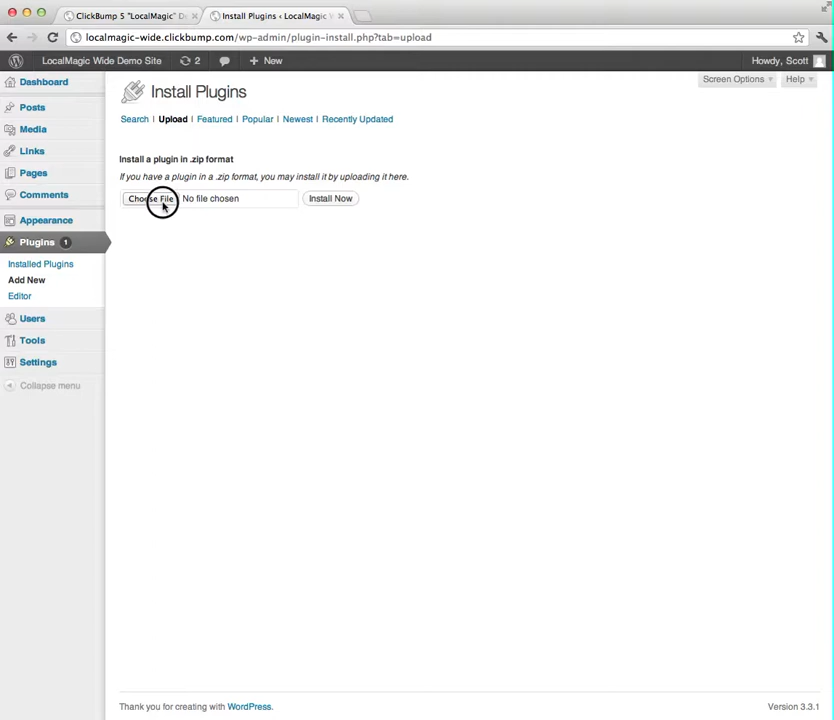 ClickBump 5 "LocalMagic" D
Install Plugins ‹ LocalMagic
localmagic-wide.clickbump.com/wp-admin/plugin-install.php?tab=upload
LocalMagic Wide Demo Site 2 + New Howdy, Scott
Screen Options Help
Dashboard
Posts
Media
Links
Pages
Comments
Appearance
Plugins 1
Installed Plugins
Add New
Editor
Users
Tools
Settings
Collapse menu
Install Plugins
Search | Upload | Featured | Popular | Newest | Recently Updated
Install a plugin in .zip format
If you have a plugin in a .zip format, you may install it by uploading it here.
Choose File No file chosen Install Now
Thank you for creating with WordPress. Version 3.3.1